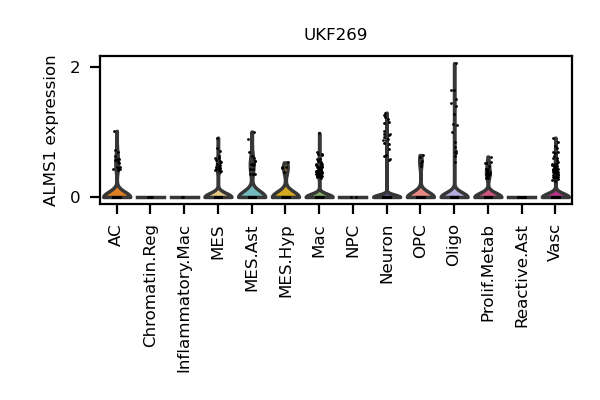 UKF269
ALMS1 expression
2
0
AC
Chromatin.Reg
Inflammatory.Mac
MES
MES.Ast
MES.Hyp
Mac
NPC
Neuron
OPC
Oligo
Prolif.Metab
Reactive.Ast
Vasc